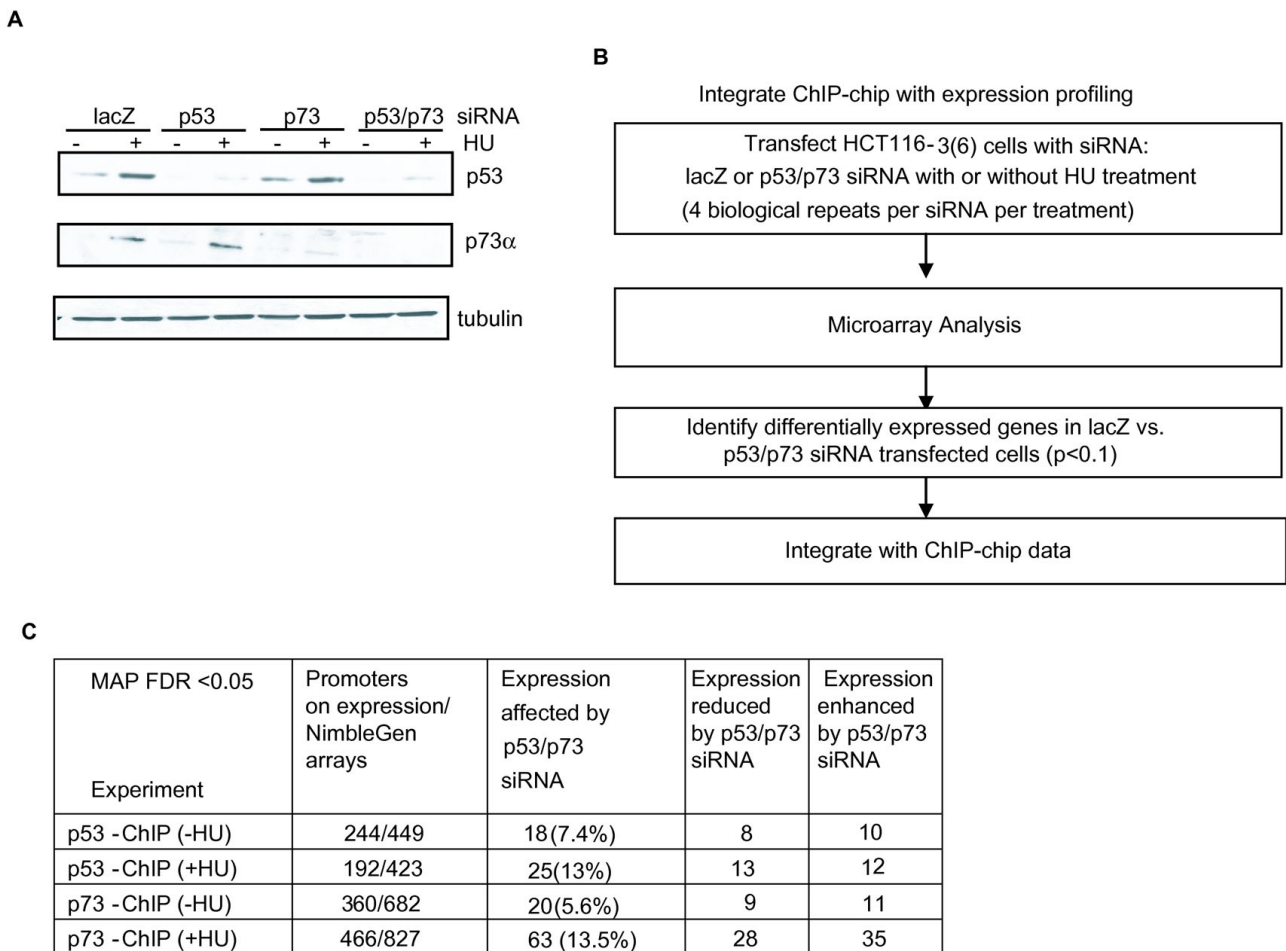 A
lacZ p53 p73 p53/p73 siRNA
- + - + - + - + HU
p53
p73α
tubulin
B
Integrate ChIP-chip with expression profiling
Transfect HCT116-3(6) cells with siRNA:
lacZ or p53/p73 siRNA with or without HU treatment
(4 biological repeats per siRNA per treatment)
Microarray Analysis
Identify differentially expressed genes in lacZ vs.
p53/p73 siRNA transfected cells (p<0.1)
Integrate with ChIP-chip data
C
MAP FDR <0.05
Experiment
Promoters
on expression/
NimbleGen
arrays
Expression
affected by
p53/p73
siRNA
Expression
reduced
by p53/p73
siRNA
Expression
enhanced
by p53/p73
siRNA
p53 -ChIP (-HU) 244/449 18(7.4%) 8 10
p53 -ChIP (+HU) 192/423 25(13%) 13 12
p73 -ChIP (-HU) 360/682 20(5.6%) 9 11
p73 -ChIP (+HU) 466/827 63 (13.5%) 28 35